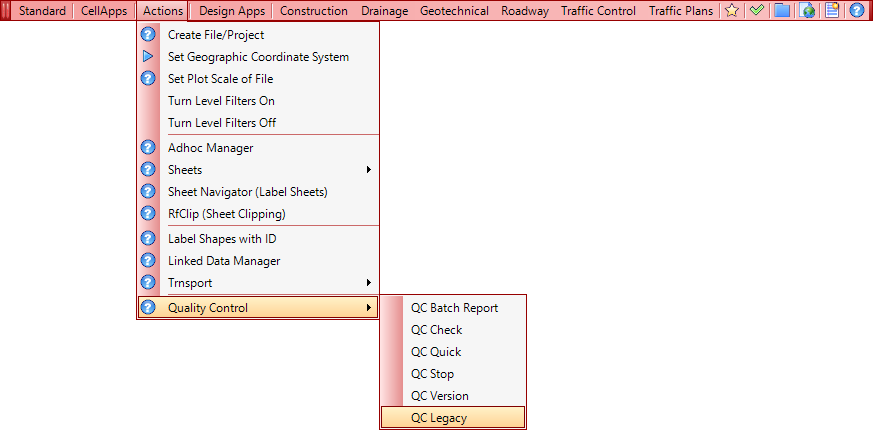 Standard CellApps Actions Design Apps Construction Drainage Geotechnical Roadway Traffic Control Traffic Plans
Create File/Project
Set Geographic Coordinate System
Set Plot Scale of File
Turn Level Filters On
Turn Level Filters Off
Adhoc Manager
Sheets
Sheet Navigator (Label Sheets)
RfClip (Sheet Clipping)
Label Shapes with ID
Linked Data Manager
Trnsport
Quality Control
QC Batch Report
QC Check
QC Quick
QC Stop
QC Version
QC Legacy